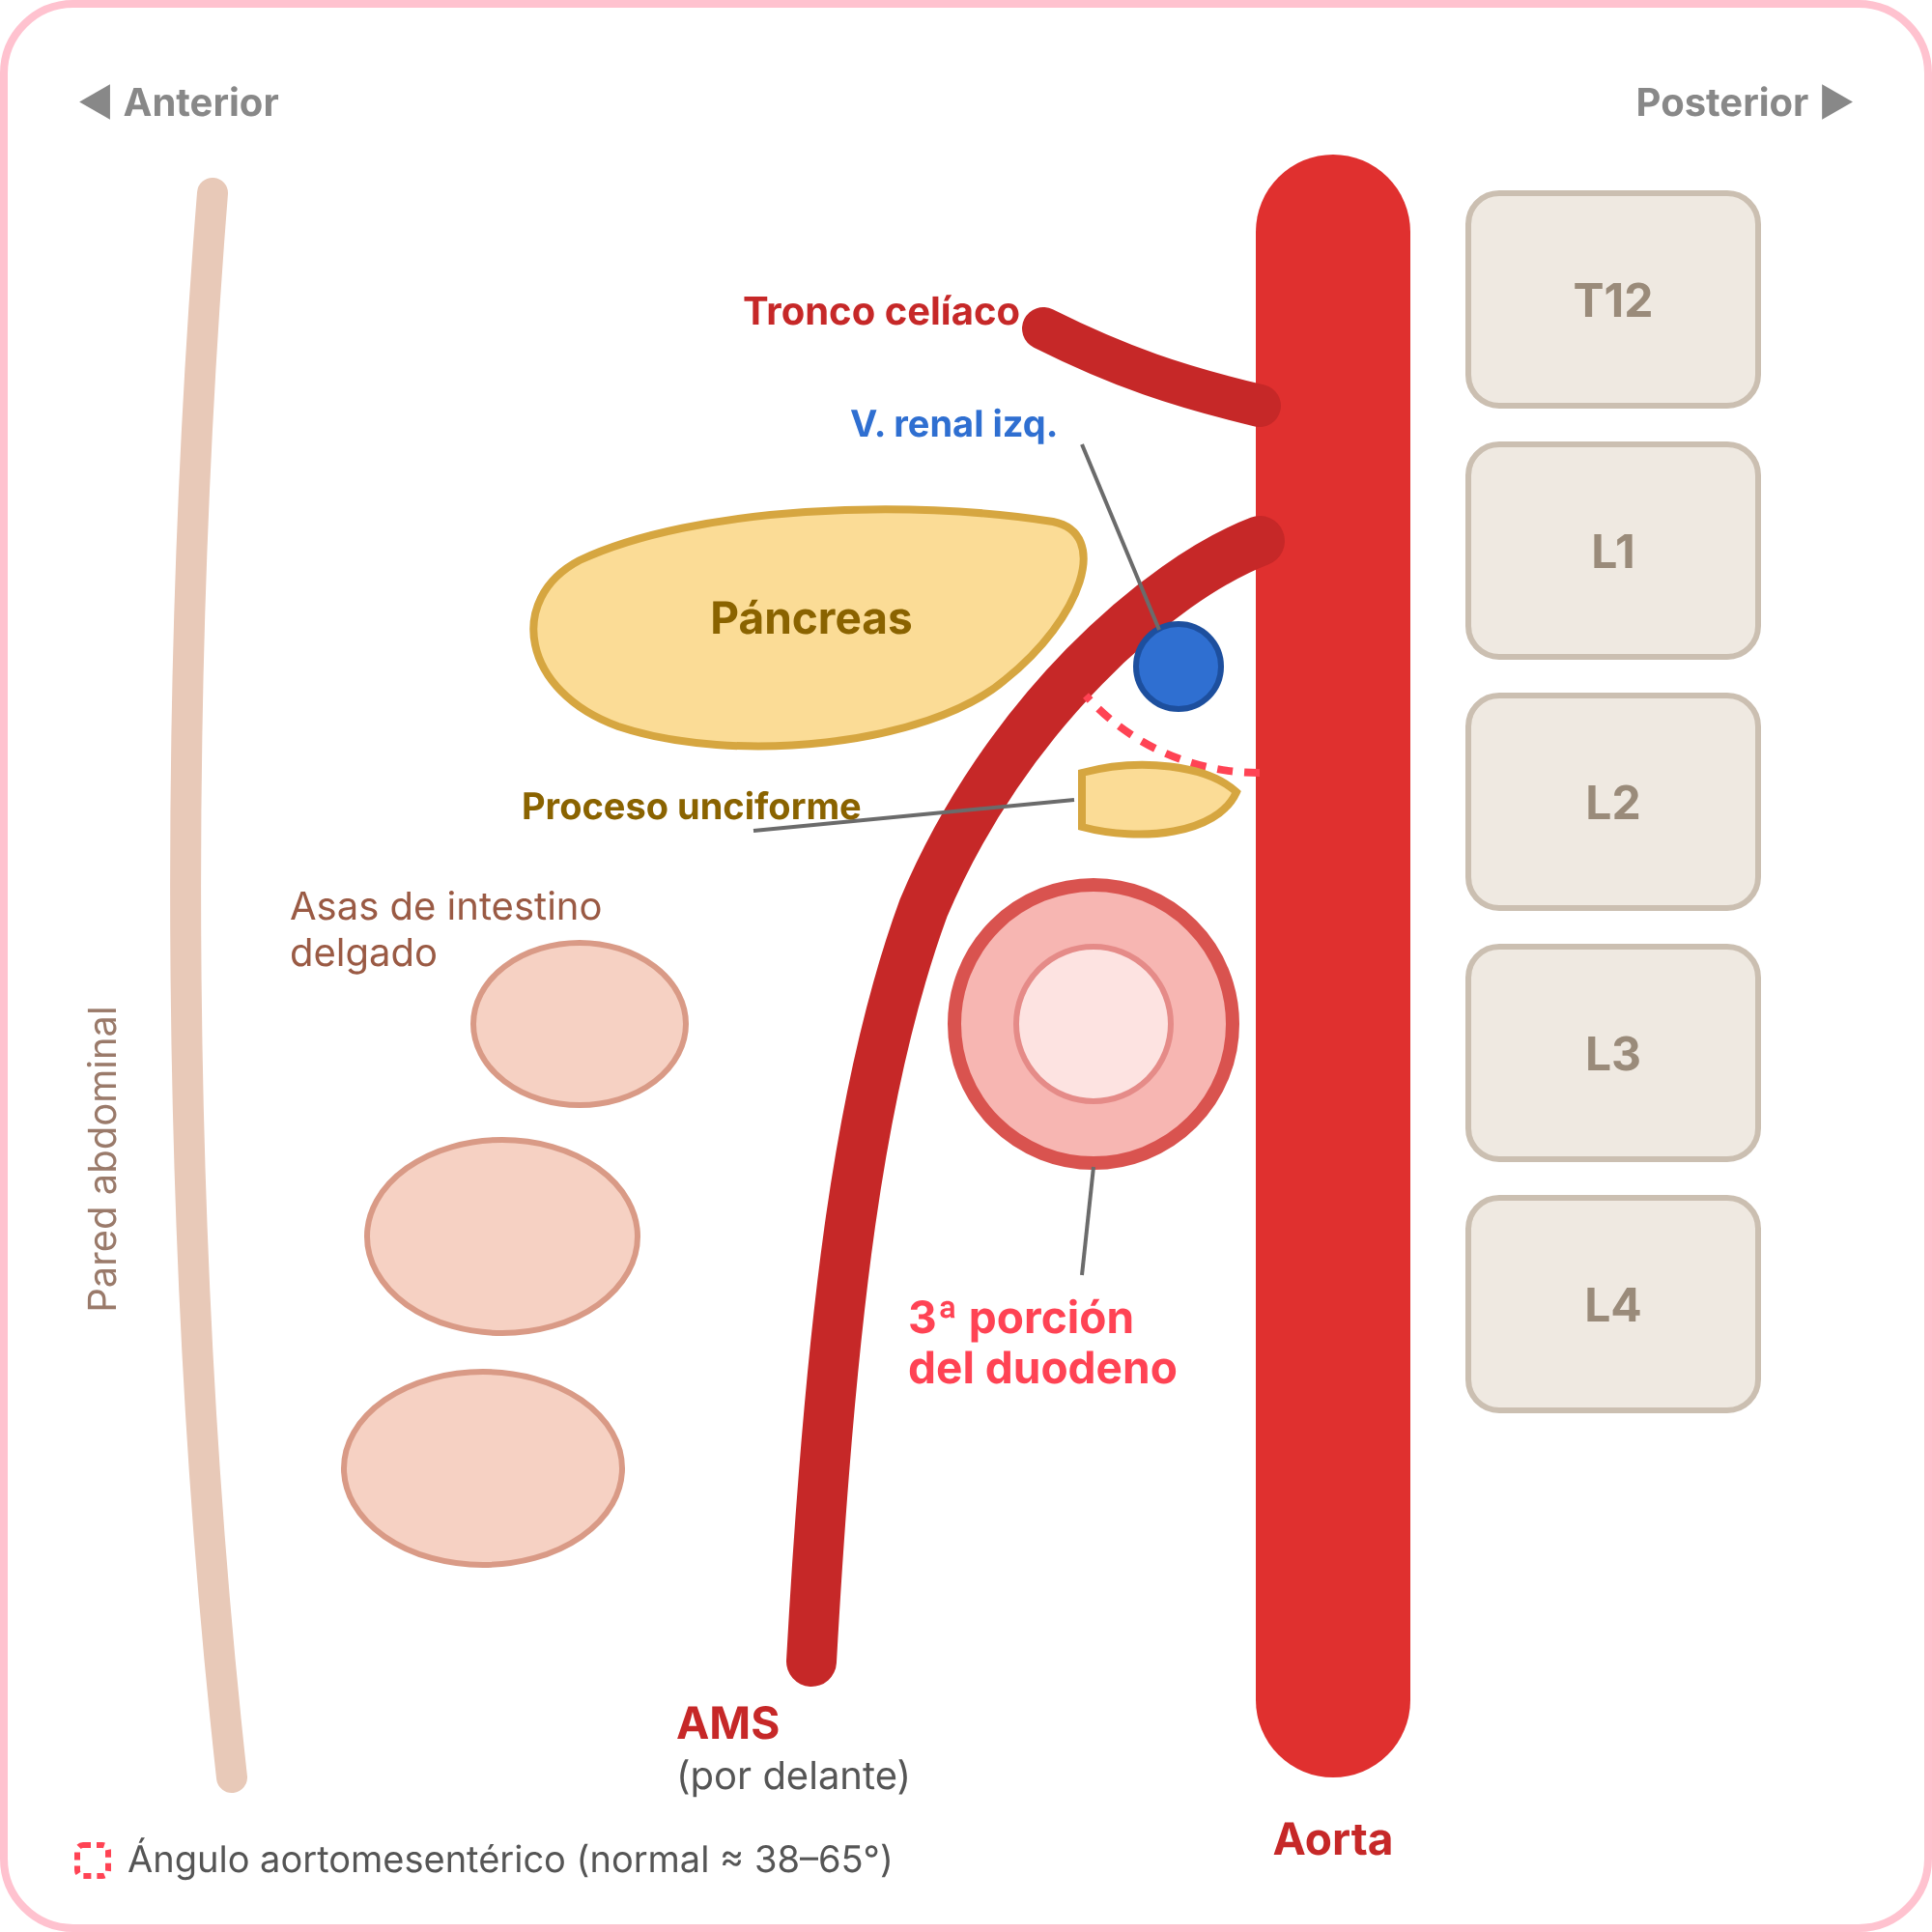 ◀ Anterior
Posterior ▶
T12
Tronco celíaco
V. renal izq.
L1
Páncreas
L2
Proceso unciforme
Asas de intestino
delgado
L3
Pared abdominal
L4
3ª porción
del duodeno
AMS
(por delante)
Aorta
Ángulo aortomesentérico (normal ≈ 38–65°)